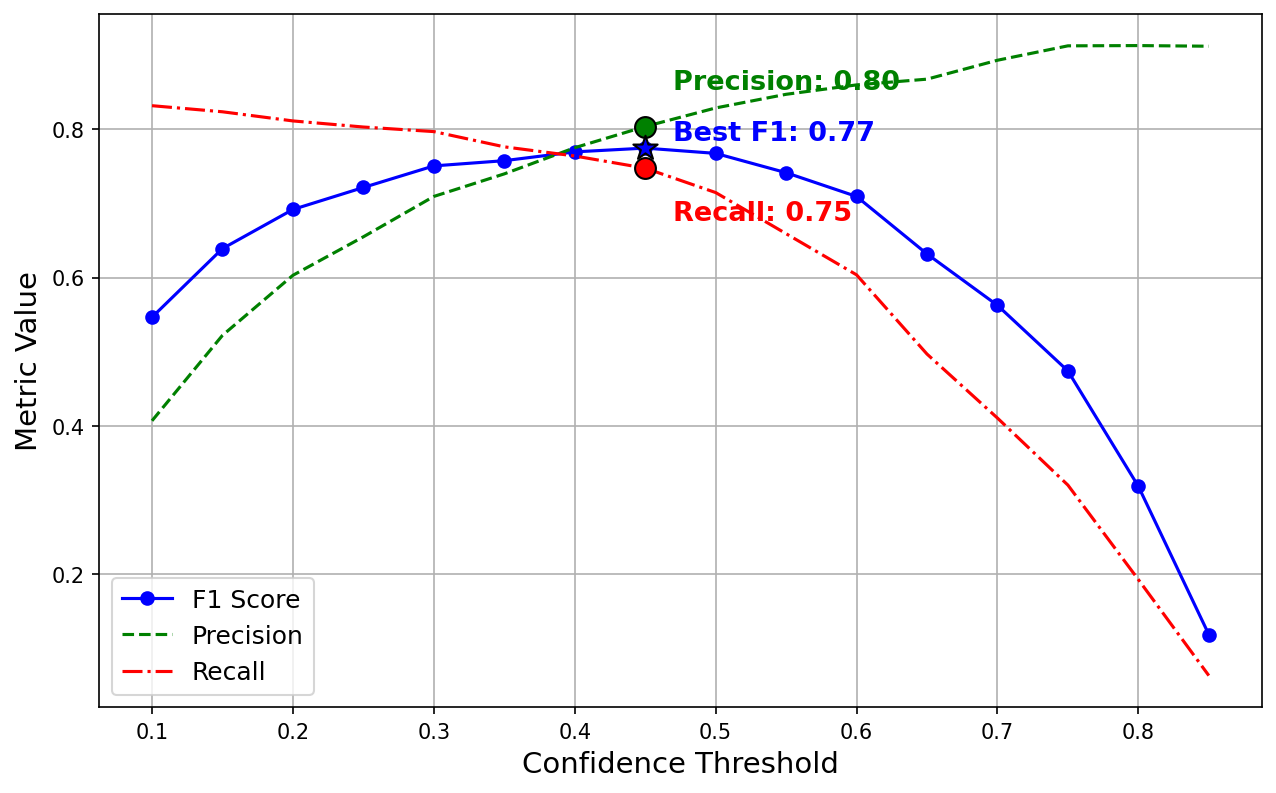 Precision: 0.80
Best F1: 0.77
Recall: 0.75
Metric Value
0.8
0.6
0.4
0.2
F1 Score
Precision
Recall
0.1 0.2 0.3 0.4 0.5 0.6 0.7 0.8
Confidence Threshold